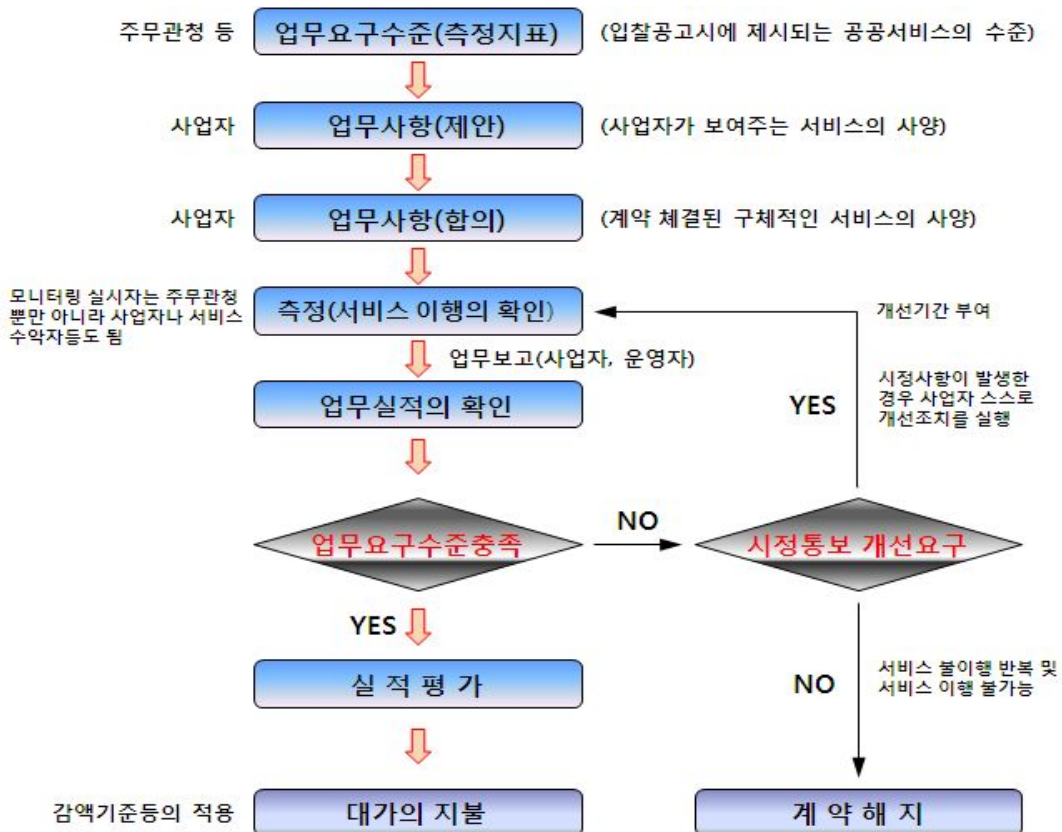 주무관청 등
업무요구수준(측정지표)
(입찰공고시에 제시되는 공공서비스의 수준)
사업자
업무사항(제안)
(사업자가 보여주는 서비스의 사양)
사업자
업무사항(합의)
(계약 체결된 구체적인 서비스의 사양)
모니터링 실시자는 주무관청
뿐만 아니라 사업자나 서비스
수익자등도 됨
측정(서비스 이행의 확인)
개선기간 부여
업무보고(사업자, 운영자)
업무실적의 확인
YES
시정사항이 발생한
경우 사업자 스스로
개선조치를 실행
업무요구수준충족
NO
시정통보 개선요구
YES
실 적 평 가
NO
서비스 불이행 반복 및
서비스 이행 불가능
감액기준등의 적용
대가의 지불
계 약 해 지